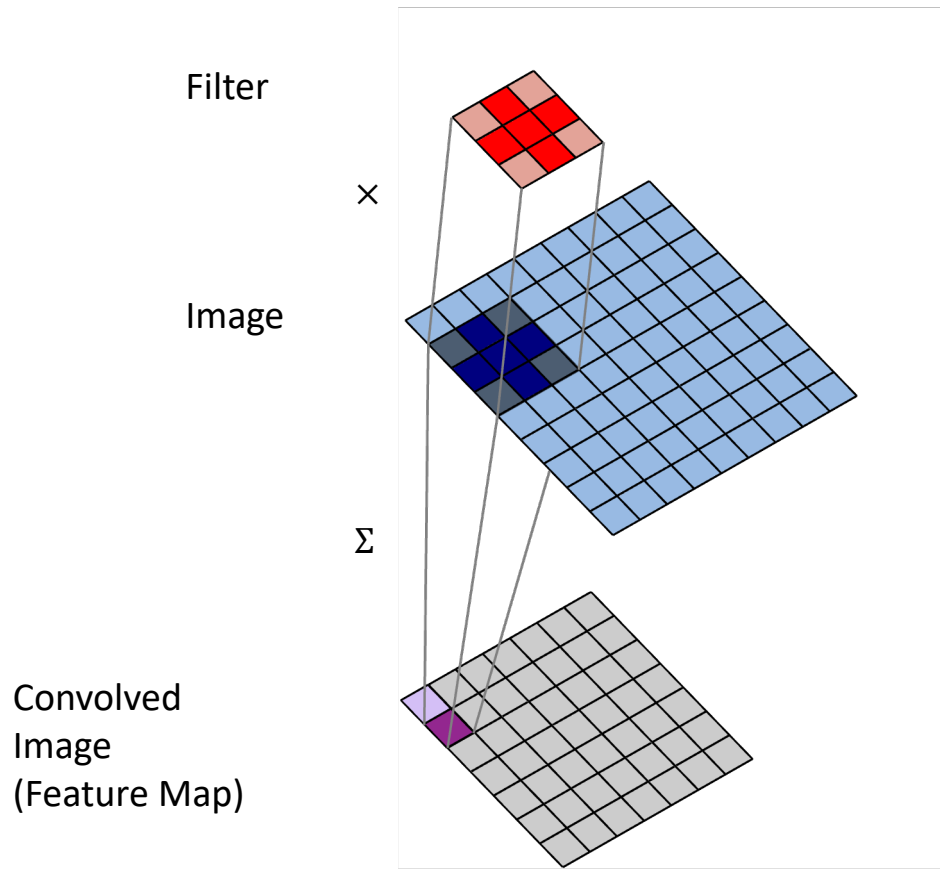 Filter
×
Image
Σ
Convolved
Image
(Feature Map)